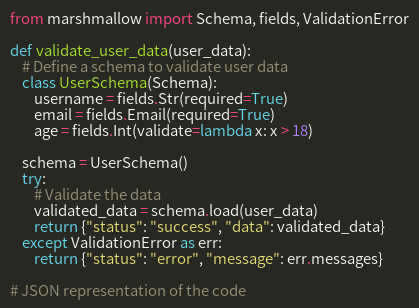 from marshmallow import Schema, fields, ValidationError

def validate_user_data(user_data):
    # Define a schema to validate user data
    class UserSchema(Schema):
        username = fields.Str(required=True)
        email = fields.Email(required=True)
        age = fields.Int(validate=lambda x: x > 18)

    schema = UserSchema()
    try:
        # Validate the data
        validated_data = schema.load(user_data)
        return {"status": "success", "data": validated_data}
    except ValidationError as err:
        return {"status": "error", "message": err.messages}

# JSON representation of the code